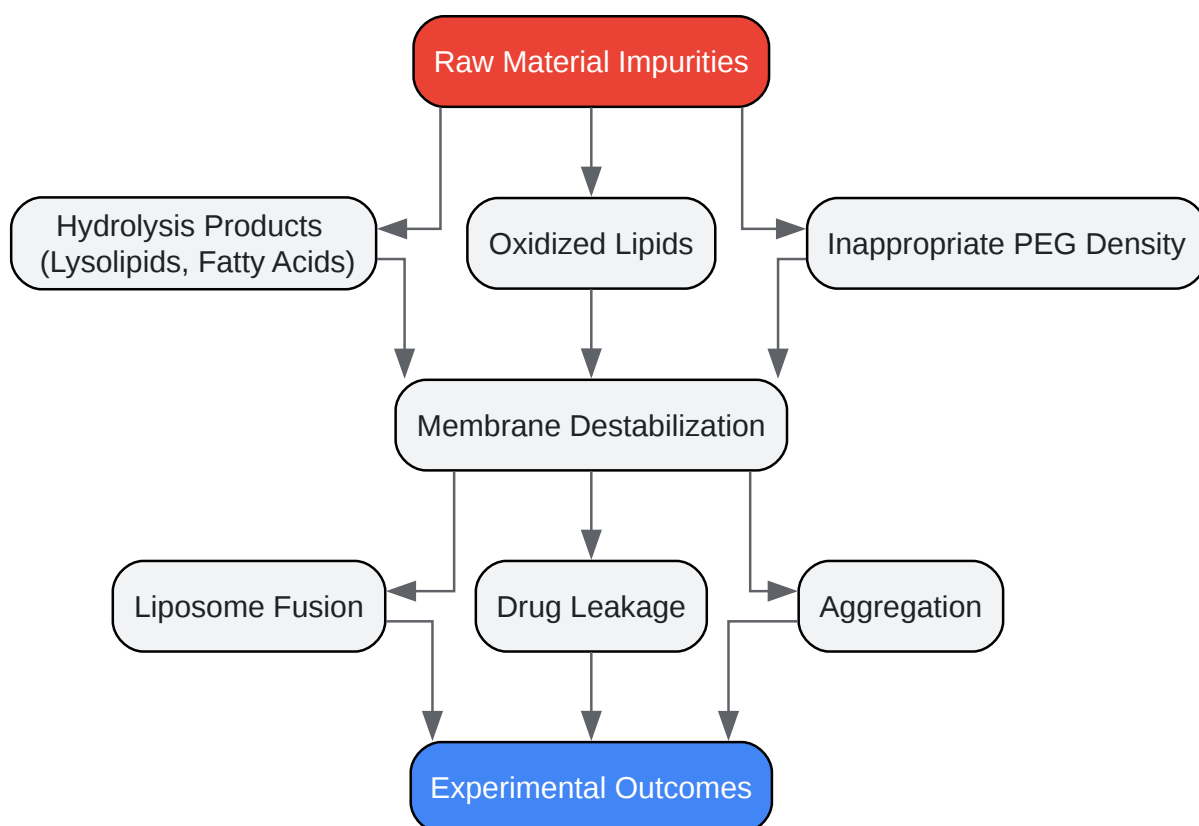 Raw Material Impurities
Hydrolysis Products
(Lysolipids, Fatty Acids)
Oxidized Lipids
Inappropriate PEG Density
Membrane Destabilization
Liposome Fusion
Drug Leakage
Aggregation
Experimental Outcomes